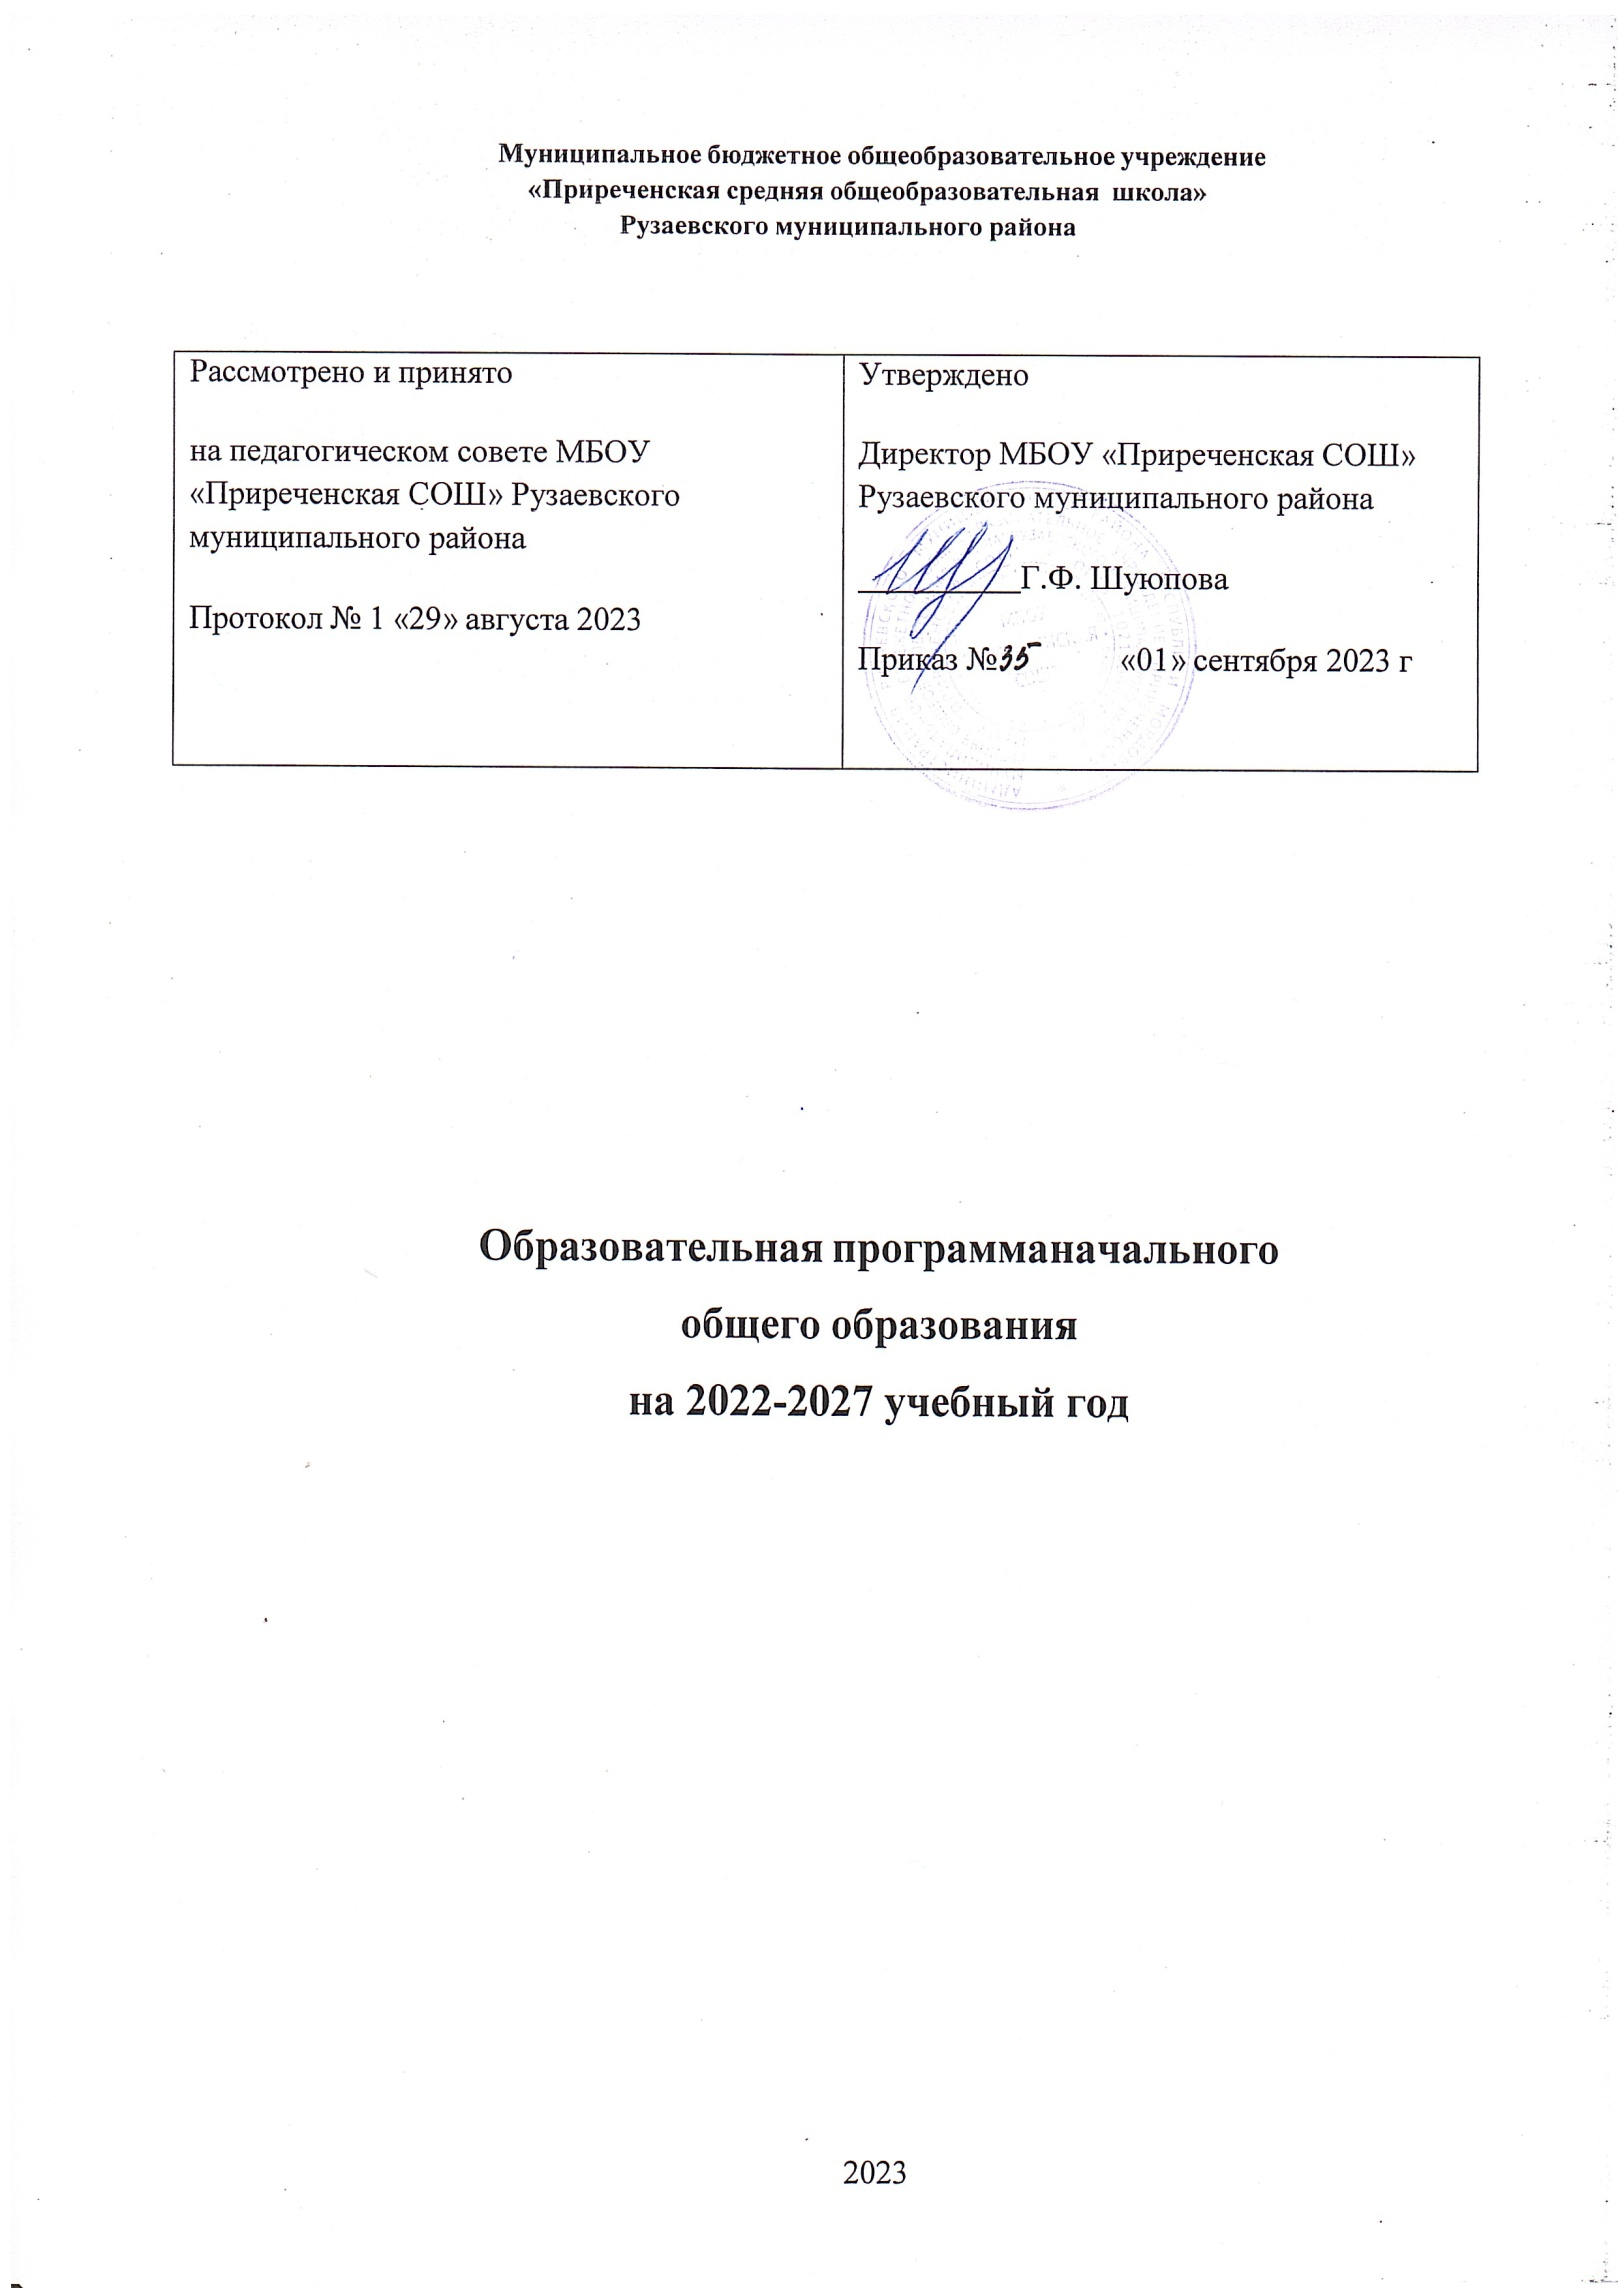 Муниципальное бюджетное общеобразовательное учреждение
«Приреченская средняя общеобразовательная школа»
Рузаевского муниципального района
Рассмотрено и принято
на педагогическом совете МБОУ
«Приреченская СОШ» Рузаевского
муниципального района
Протокол № 1 «29» августа 2023
Утверждено
Директор МБОУ «Приреченская СОШ»
Рузаевского муниципального района
__________Г.Ф. Шуюпова
Приказ №35 «01» сентября 2023 г
Образовательная программаначального
общего образования
на 2022-2027 учебный год
2023